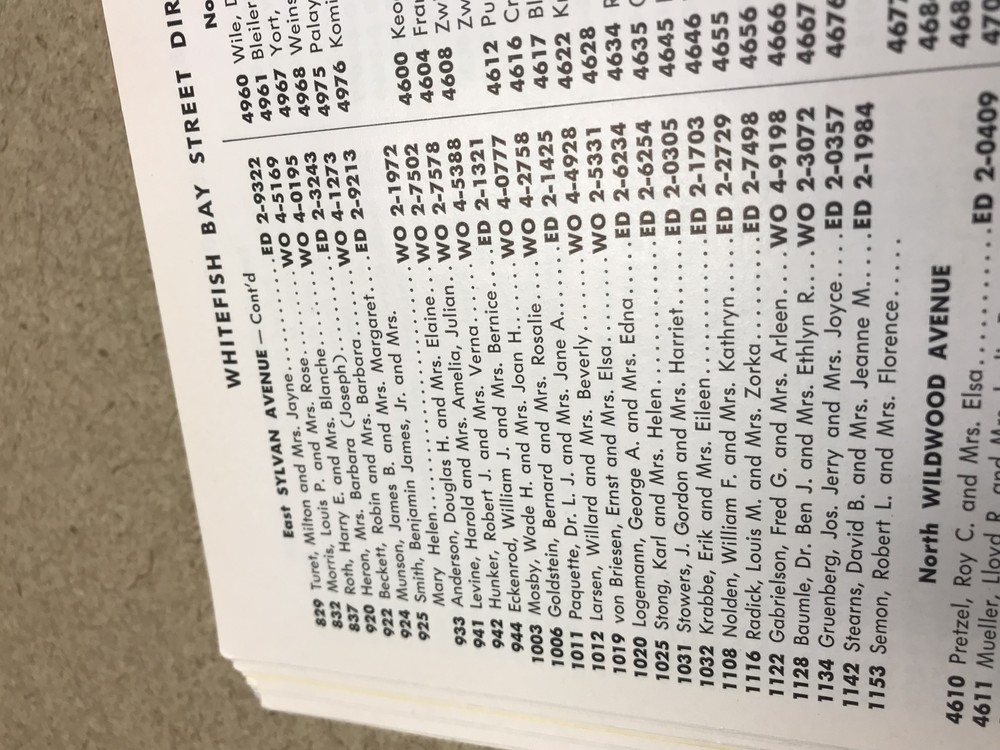 WHITEFISH BAY STREET DIR
East SYLVAN AVENUE — Cont'd
829 Turet, Milton and Mrs. Jayne..........ED 2-9322
832 Morris, Louis P. and Mrs. Rose........WO 4-5169
837 Roth, Harry E. and Mrs. Blanche.......WO 4-0195
920 Heron, Mrs. Barbara (Joseph)..........ED 2-3243
922 Beckett, Robin and Mrs. Barbara.......WO 4-1273
924 Munson, James B. and Mrs. Margaret....ED 2-9213
925 Smith, Benjamin James, Jr. and Mrs.
Mary Helen..................WO 2-1972
933 Anderson, Douglas H. and Mrs. Elaine..WO 2-7502
941 Levine, Harold and Mrs. Amelia, Julian..WO 2-7578
942 Hunker, Robert J. and Mrs. Verna......WO 4-5388
944 Eckenrod, William J. and Mrs. Bernice...ED 2-1321
1003 Mosby, Wade H. and Mrs. Joan H.......WO 4-0777
1006 Goldstein, Bernard and Mrs. Rosalie....WO 4-2758
1011 Paquette, Dr. L. J. and Mrs. Jane A....ED 2-1425
1012 Larsen, Willard and Mrs. Beverly.......WO 4-4928
1019 von Briesen, Ernst and Mrs. Elsa.......WO 2-5331
1020 Logemann, George A. and Mrs. Edna....ED 2-6234
1025 Stong, Karl and Mrs. Helen............ED 2-6254
1031 Stowers, J. Gordon and Mrs. Harriet....ED 2-0305
1032 Krabbe, Erik and Mrs. Eileen..........ED 2-1703
1108 Nolden, William F. and Mrs. Kathryn....ED 2-2729
1116 Radick, Louis M. and Mrs. Zorka.......ED 2-7498
1122 Gabrielson, Fred G. and Mrs. Arleen....WO 4-9198
1128 Baumle, Dr. Ben J. and Mrs. Ethlyn R...WO 2-3072
1134 Gruenberg, Jos. Jerry and Mrs. Joyce...ED 2-0357
1142 Stearns, David B. and Mrs. Jeanne M....ED 2-1984
1153 Semon, Robert L. and Mrs. Florence.....
North WILDWOOD AVENUE
4610 Pretzel, Roy C. and Mrs. Elsa..........ED 2-0409
4611 Mueller, Lloyd R. and Mrs.
No
4960 Wile, D
4961 Bleiler
4967 York,
4968 Weins
4975 Palay
4976 Komi
4600 Keo
4604 Fra
4608 Zw
Zw
4612 Pu
4616 Cr
4617 Bl
4622
4628
4634
4635
4645
4646
4655
4656
4666
4667
4676
4677
468
468
470